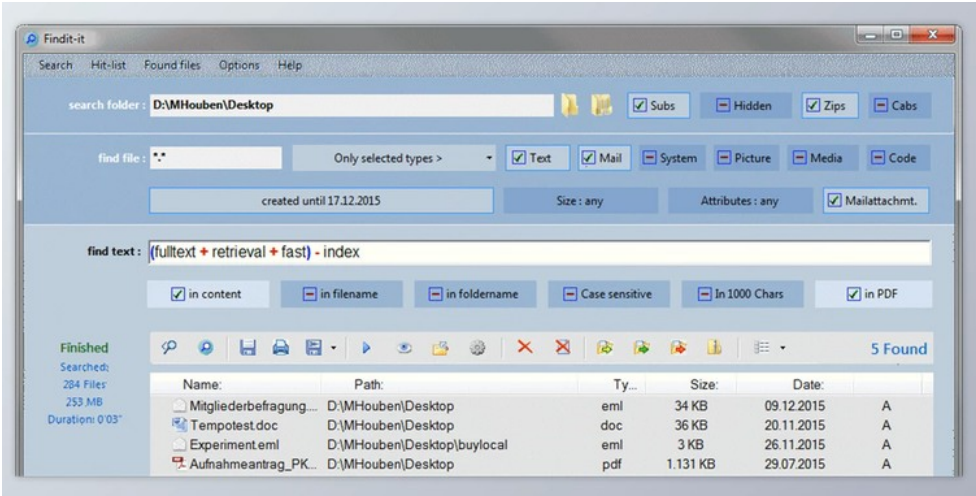 Findit-it
Search Hit-list Found files Options Help
search folder : D:\MHouben\Desktop Subs Hidden Zips Cabs
find file : *.* Only selected types > Text Mail System Picture Media Code
created until 17.12.2015 Size : any Attributes : any Mailattachmt.
find text : (fulltext + retrieval + fast) - index
in content in filename in foldername Case sensitive In 1000 Chars in PDF
Finished
Searched:
284 Files
253 MB
Duration: 0'03"
5 Found
Name: Path: Ty... Size: Date:
Mitgliederbefragung... D:\MHouben\Desktop eml 34 KB 09.12.2015 A
Tempotest.doc D:\MHouben\Desktop doc 36 KB 20.11.2015 A
Experiment.eml D:\MHouben\Desktop\buylocal eml 3 KB 26.11.2015 A
Aufnahmeantrag_PK... D:\MHouben\Desktop pdf 1.131 KB 29.07.2015 A